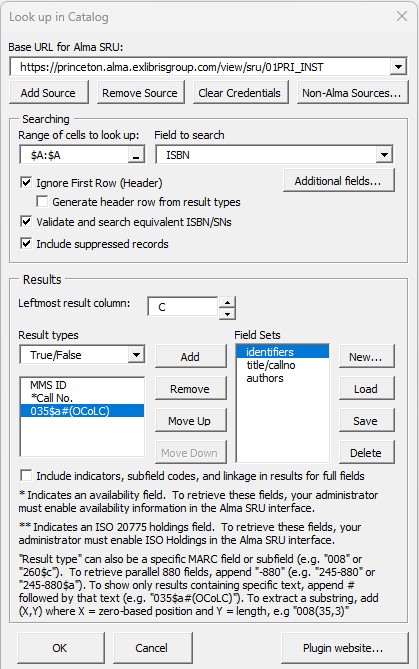 Look up in Catalog
Base URL for Alma SRU:
https://princeton.alma.exlibrisgroup.com/view/sru/01PRI_INST
Add Source
Remove Source
Clear Credentials
Non-Alma Sources...
Searching
Range of cells to look up:
Field to search
$A:$A
ISBN
Ignore First Row (Header)
Additional fields...
Generate header row from result types
Validate and search equivalent ISBN/SNs
Include suppressed records
Results
Leftmost result column:
C
Result types
Field Sets
True/False
Add
identifiers
New...
title/callno
authors
MMS ID
*Call No.
035$a#(OCoLC)
Remove
Load
Move Up
Save
Move Down
Delete
Include indicators, subfield codes, and linkage in results for full fields
* Indicates an availability field. To retrieve these fields, your administrator
must enable availability information in the Alma SRU interface.
** Indicates an ISO 20775 holdings field. To retrieve these fields, your
administrator must enable ISO Holdings in the Alma SRU interface.
"Result type" can also be a specific MARC field or subfield (e.g. "008" or
"260$c"). To retrieve parallel 880 fields, append "-880" (e.g. "245-880" or
"245-880$a"). To show only results containing specific text, append #
followed by that text (e.g. "035$a#(OCoLC)"). To extract a substring, add
(X,Y) where X = zero-based position and Y = length, e.g "008(35,3)"
OK
Cancel
Plugin website...